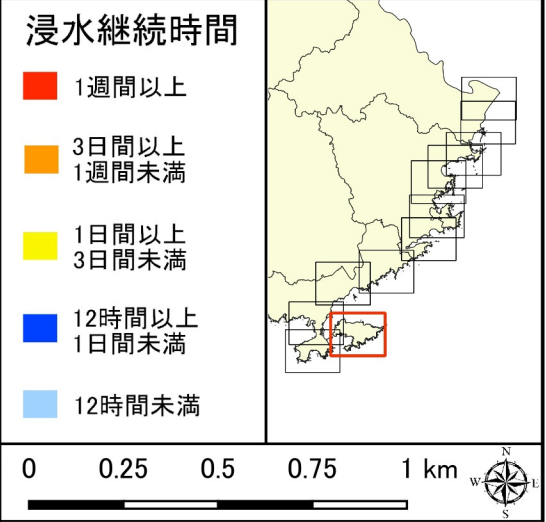 浸水継続時間
1週間以上
3日間以上
1週間未満
1日間以上
3日間未満
12時間以上
1日間未満
12時間未満
0 0.25 0.5 0.75 1 km
N
W E
S